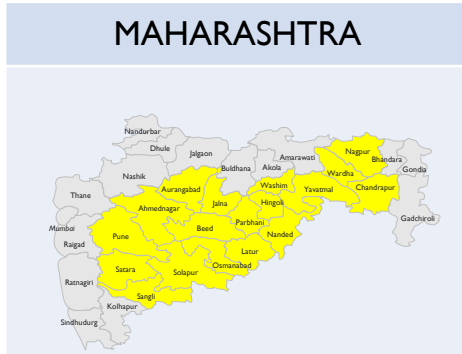 MAHARASHTRA
Nandurbar
Dhule
Jalgaon
Buldhana
Akola
Amarawati
Nagpur
Bhandara
Gonda
Nashik
Aurangabad
Washim
Wardha
Yavatmal
Chandrapur
Thane
Ahmednagar
Jalna
Hingoli
Gadchiroli
Mumbai
Raigad
Pune
Beed
Parbhani
Nanded
Latur
Osmanabad
Satara
Solapur
Ratnagiri
Sangli
Kolhapur
Sindhudurg